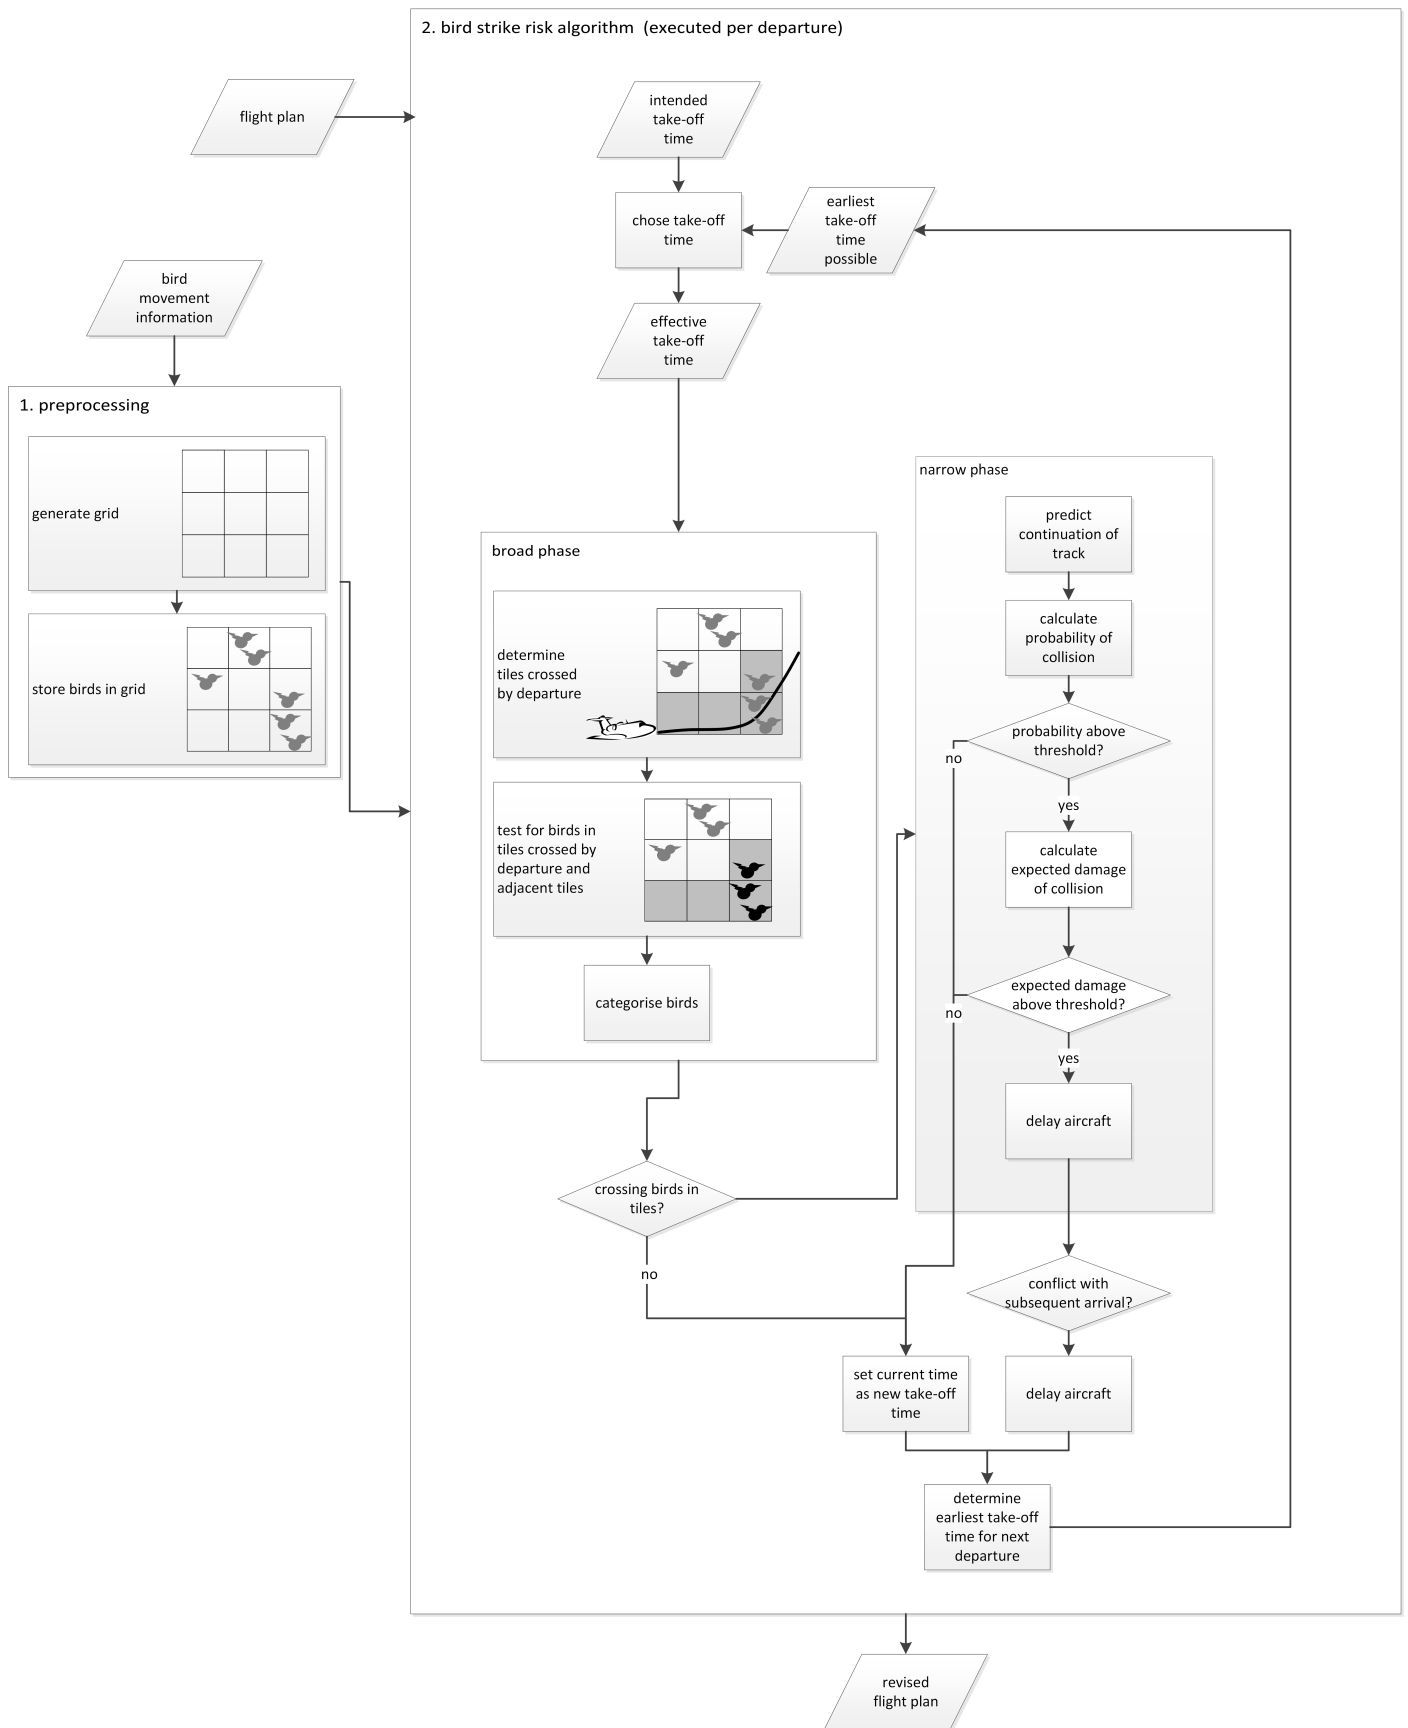 2. bird strike risk algorithm (executed per departure)
flight plan
intended
take-off
time
chose take-off
time
earliest
take-off
time
possible
bird
movement
information
effective
take-off
time
1. preprocessing
generate grid
store birds in grid
broad phase
determine
tiles crossed
by departure
test for birds in
tiles crossed by
departure and
adjacent tiles
categorise birds
crossing birds in
tiles?
no
narrow phase
predict
continuation of
track
calculate
probability of
collision
probability above
threshold?
no
yes
calculate
expected damage
of collision
expected damage
above threshold?
no
yes
delay aircraft
conflict with
subsequent arrival?
set current time
as new take-off
time
delay aircraft
determine
earliest take-off
time for next
departure
revised
flight plan